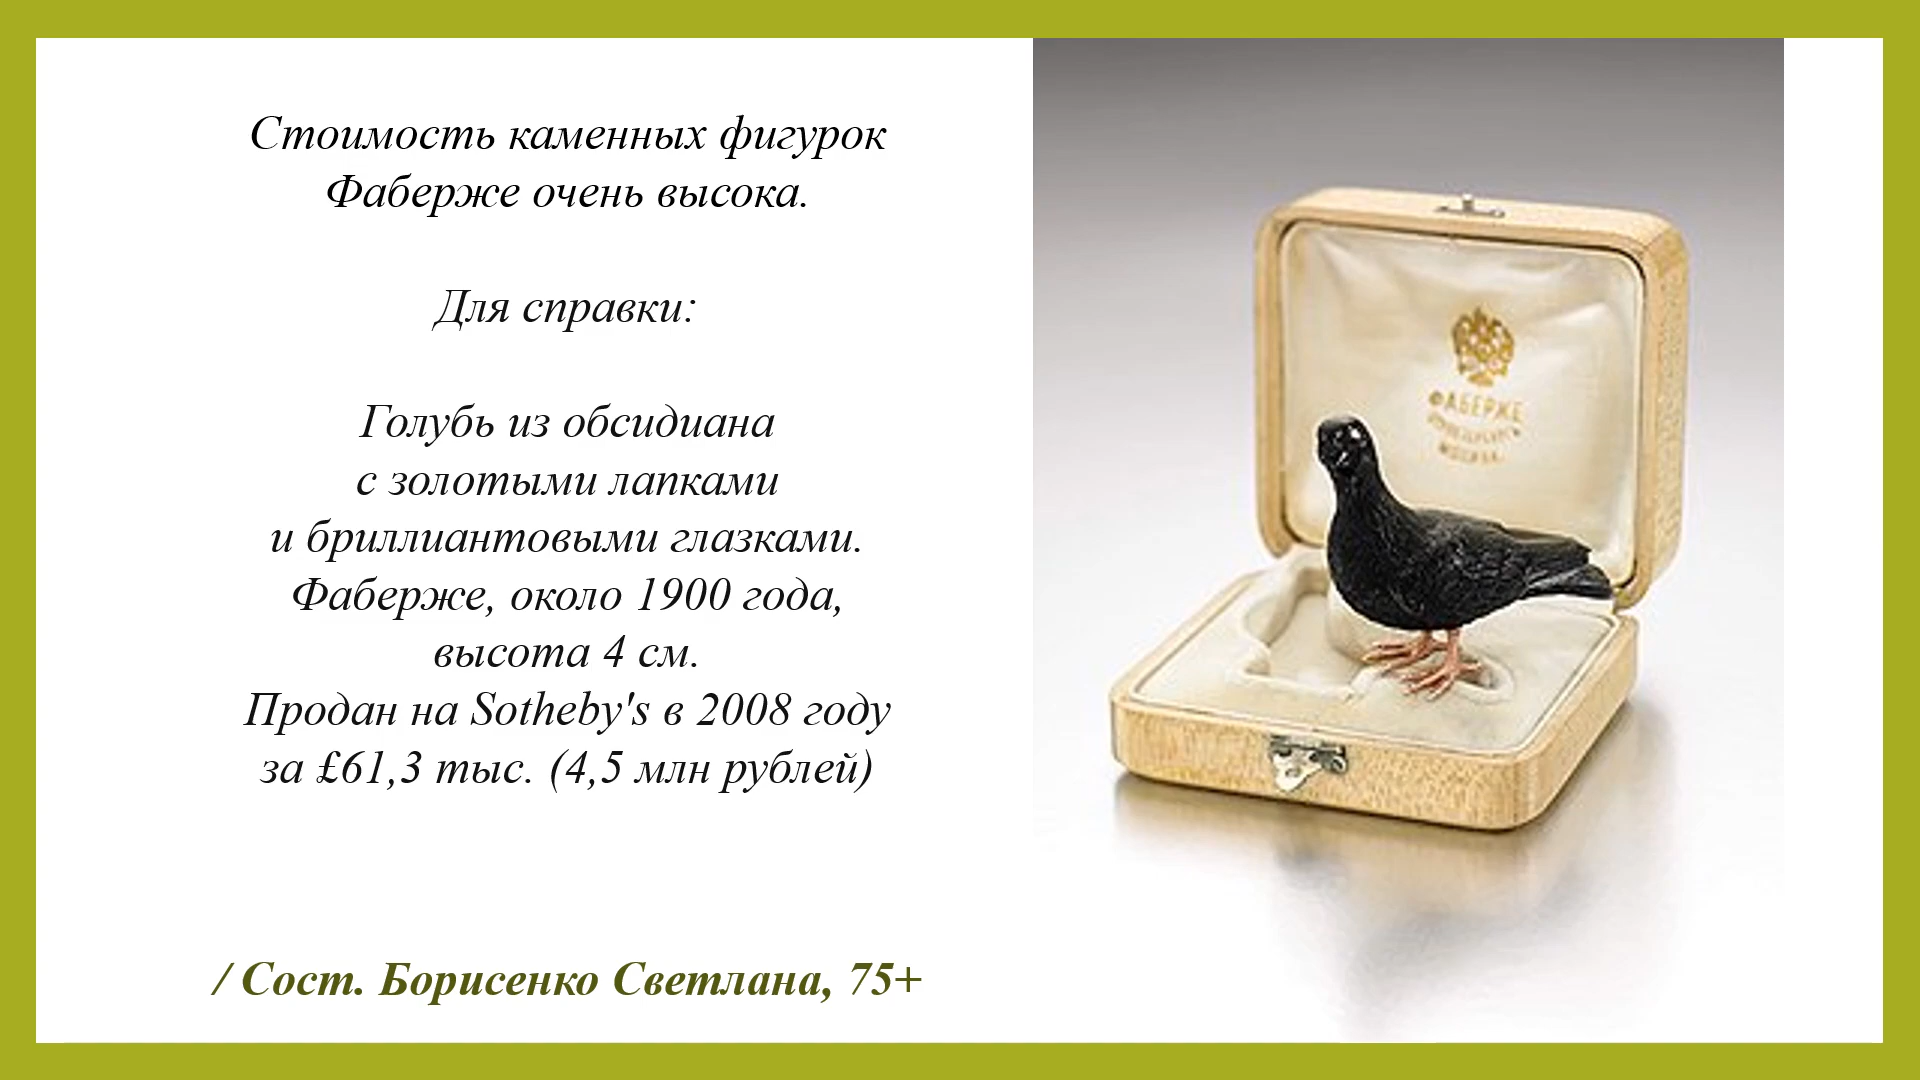 Стоимость каменных фигурок
Фаберже очень высока.
Для справки:
Голубь из обсидиана
с золотыми лапками
и бриллиантовыми глазками.
Фаберже, около 1900 года,
высота 4 см.
Продан на Sotheby's в 2008 году
за £61,3 тыс. (4,5 млн рублей)
/ Сост. Борисенко Светлана, 75+
ФАБЕРЖЕ
МОСКВА.